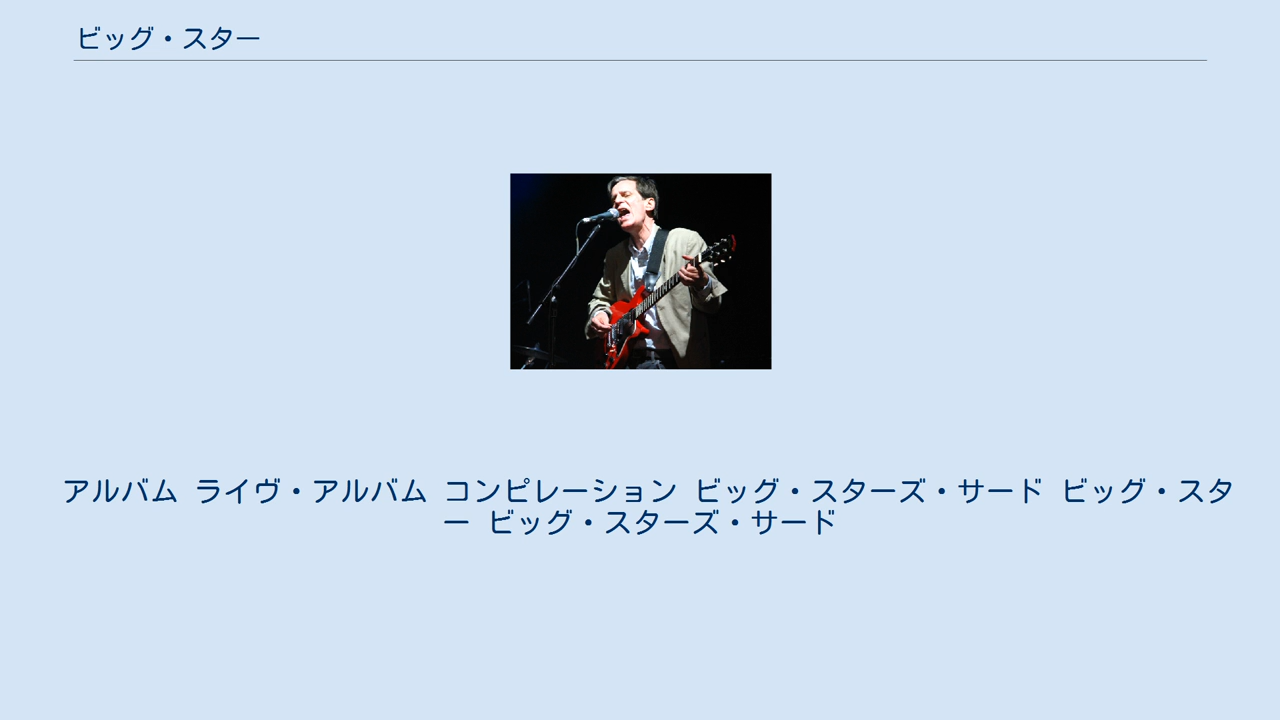 ビッグ・スター
アルバム ライヴ・アルバム コンピレーション ビッグ・スターズ・サード ビッグ・スタ
ー ビッグ・スターズ・サード